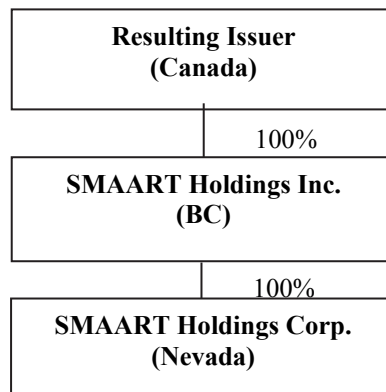 Resulting Issuer
(Canada)
100%
SMAART Holdings Inc.
(BC)
100%
SMAART Holdings Corp.
(Nevada)